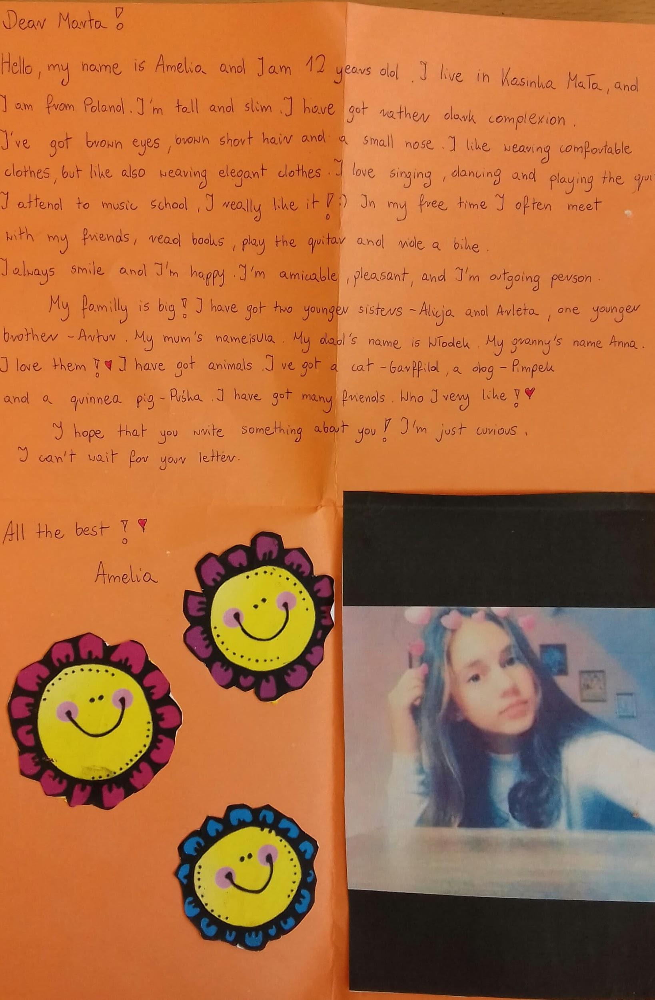 Dear Marta!
Hello, my name is Amelia and I am 12 years old. I live in Kasinka Mała, and
I am from Poland. I'm tall and slim. I have got rather dark complexion.
I've got brown eyes, brown short hair and a small nose. I like wearing comfortable
clothes, but like also wearing elegant clothes. I love singing, dancing and playing the
I attend to music school, I really like it! :) In my free time I often meet
with my friends, read books, play the quitar and ride a bike.
I always smile and I'm happy. I'm amicable, pleasant, and I'm outgoing person.
My familly is big! I have got two younger sisters - Alicja and Arleta, one younger
brother - Artur. My mum's name is Ula. My dad's name is Włodek. My granny's name Anna.
I love them! ♥ I have got animals. I've got a cat - Garffild, a dog - Pimpek
and a quinnea pig - Puśka. I have got many friends. Who I very like! ♥
I hope that you write something about you! I'm just curious.
I can't wait for your letter.
All the best! ♥
Amelia